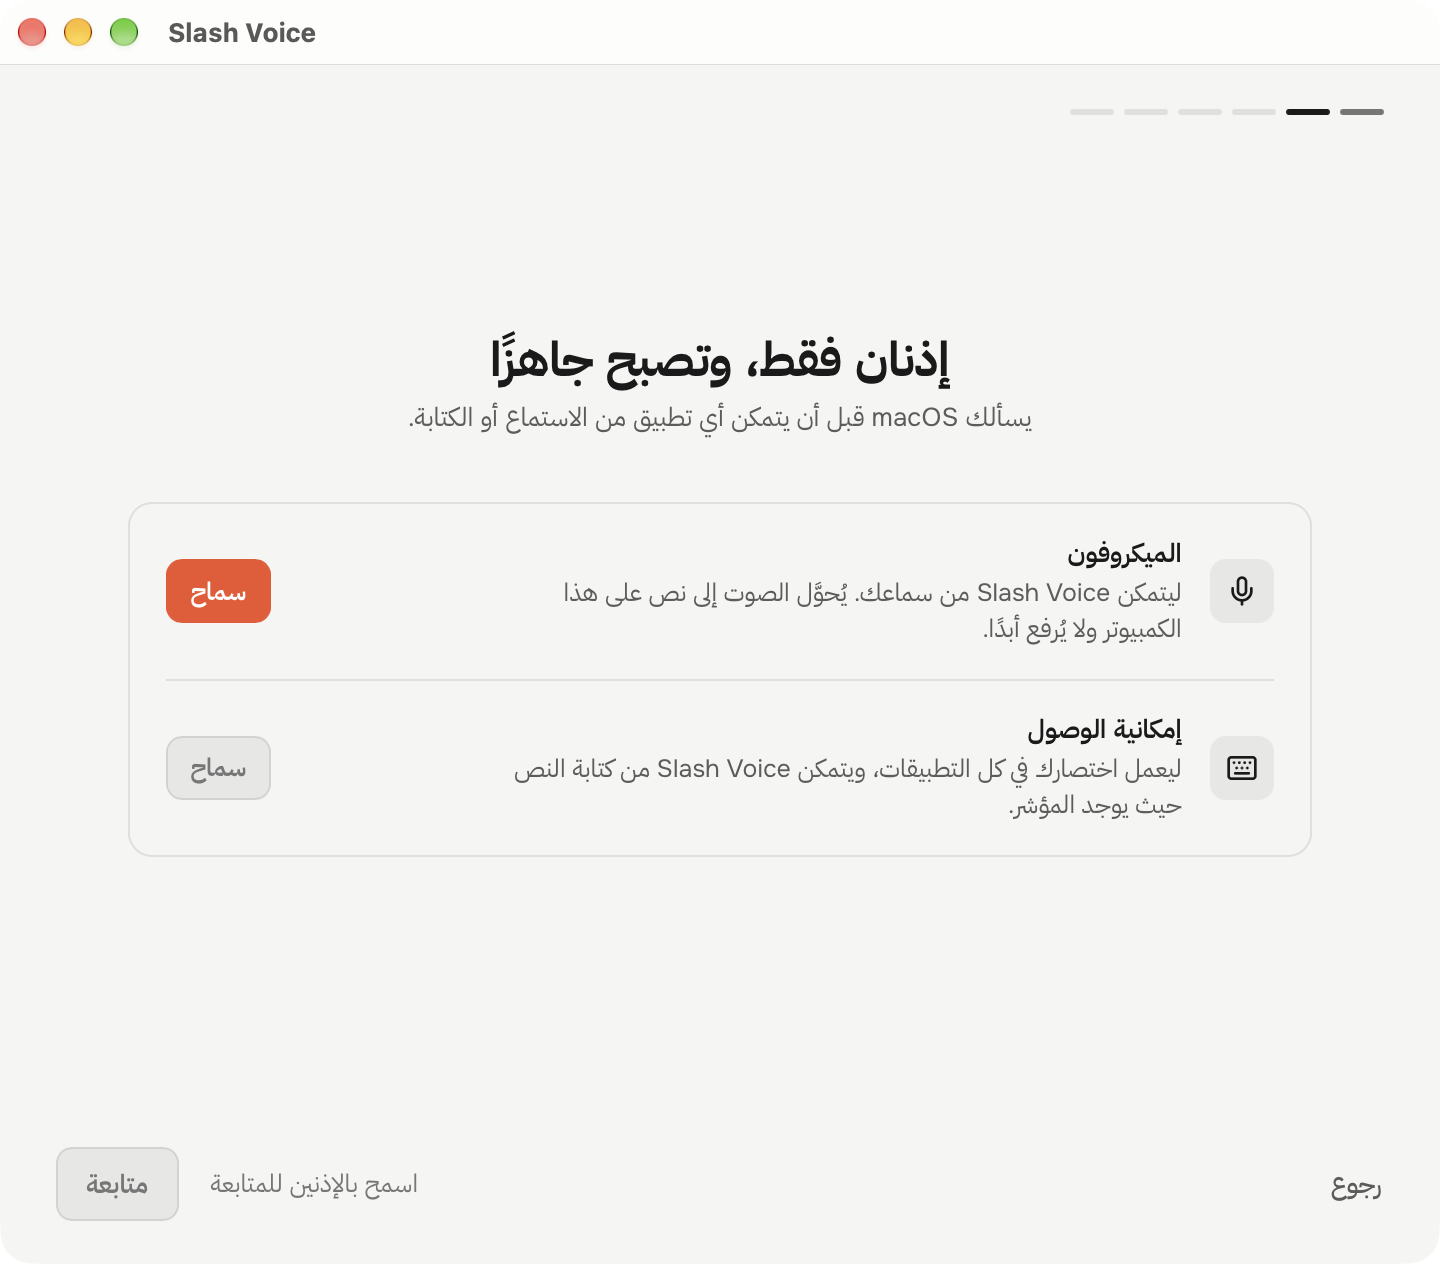 Slash Voice
إذنان فقط، وتصبح جاهزًا
يسألك macOS قبل أن يتمكن أي تطبيق من الاستماع أو الكتابة.
الميكروفون
ليتمكن Slash Voice من سماعك. يُحوَّل الصوت إلى نص على هذا
الكمبيوتر ولا يُرفع أبدًا.
سماح
إمكانية الوصول
ليعمل اختصارك في كل التطبيقات، ويتمكن Slash Voice من كتابة النص
حيث يوجد المؤشر.
سماح
رجوع
اسمح بالإذنين للمتابعة
متابعة